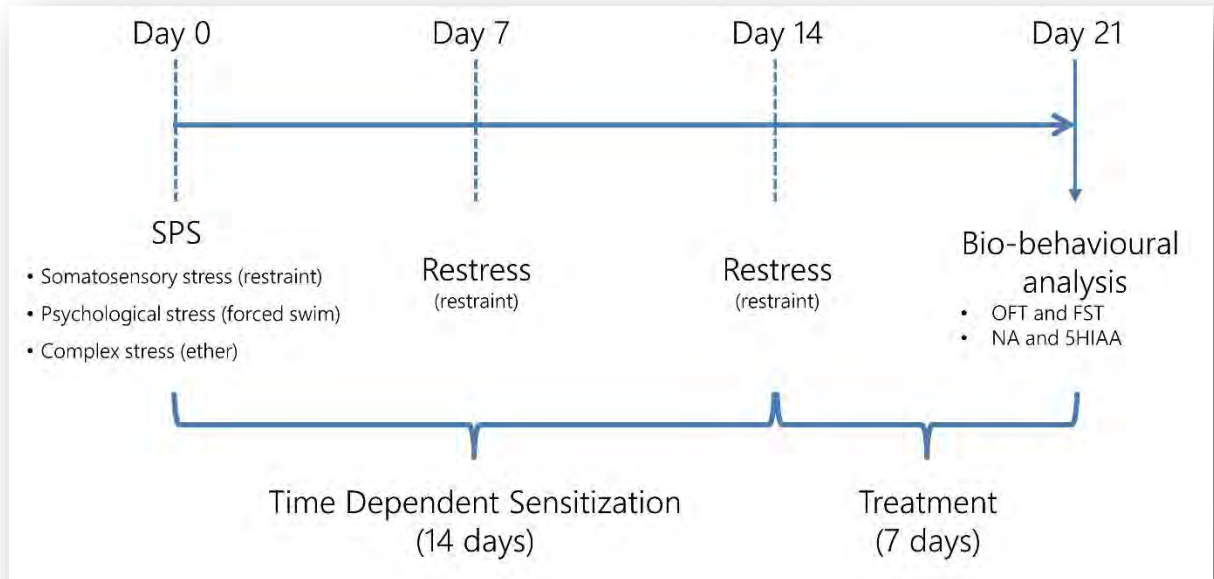 Day 0
Day 7
Day 14
Day 21
SPS
• Somatosensory stress (restraint)
• Psychological stress (forced swim)
• Complex stress (ether)
Restress
(restraint)
Restress
(restraint)
Bio-behavioural
analysis
• OFT and FST
• NA and 5HIAA
Time Dependent Sensitization
(14 days)
Treatment
(7 days)